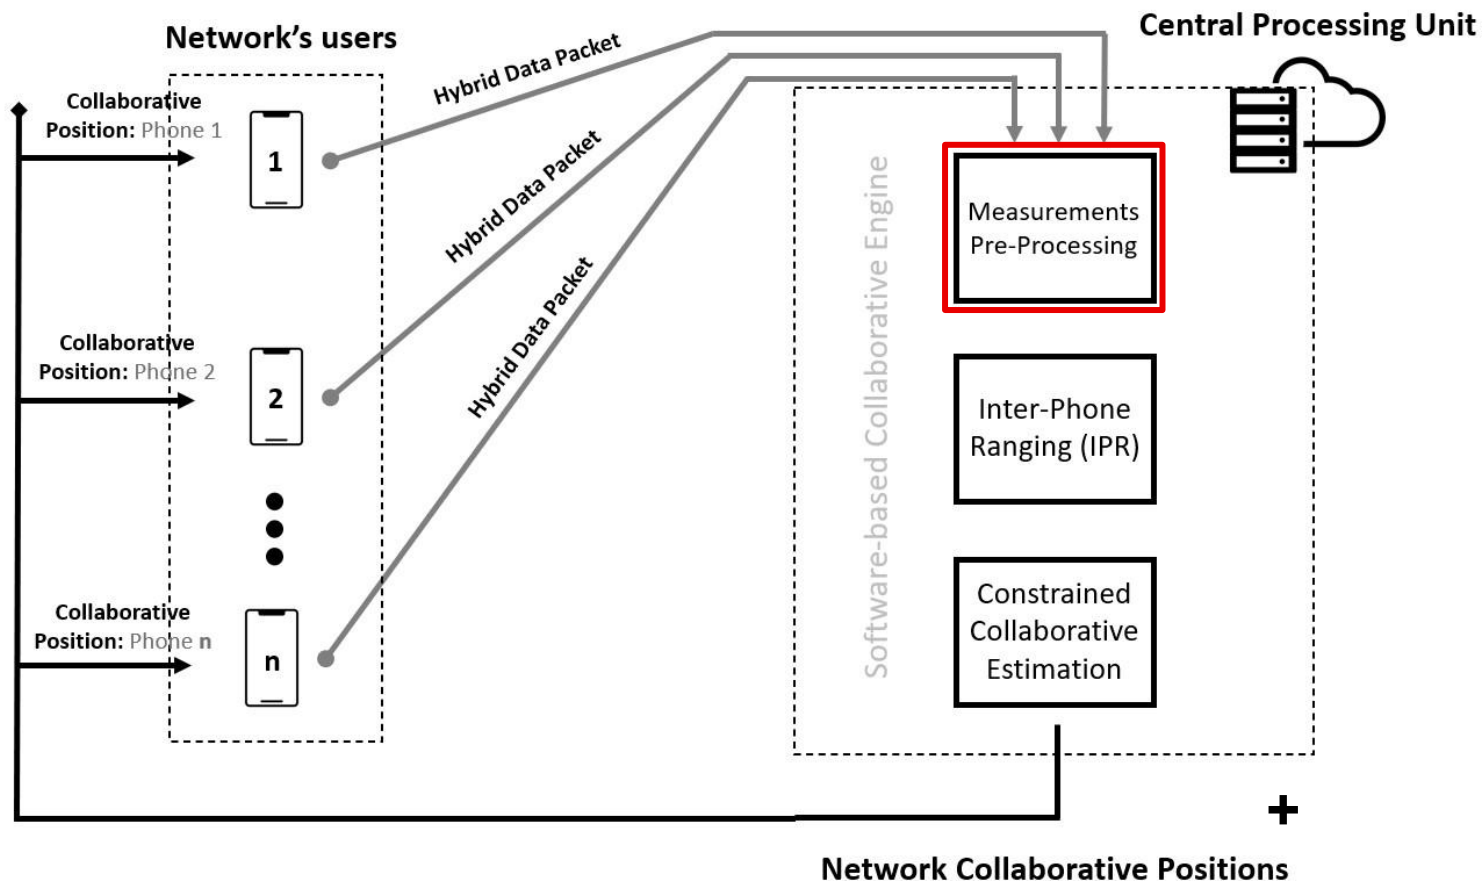 Central Processing Unit
Network's users
Collaborative
Position: Phone 1
1
Hybrid Data Packet
Hybrid Data Packet
Hybrid Data Packet
Collaborative
Position: Phone 2
2
Collaborative
Position: Phone n
n
Software-based Collaborative Engine
Measurements
Pre-Processing
Inter-Phone
Ranging (IPR)
Constrained
Collaborative
Estimation
+
Network Collaborative Positions